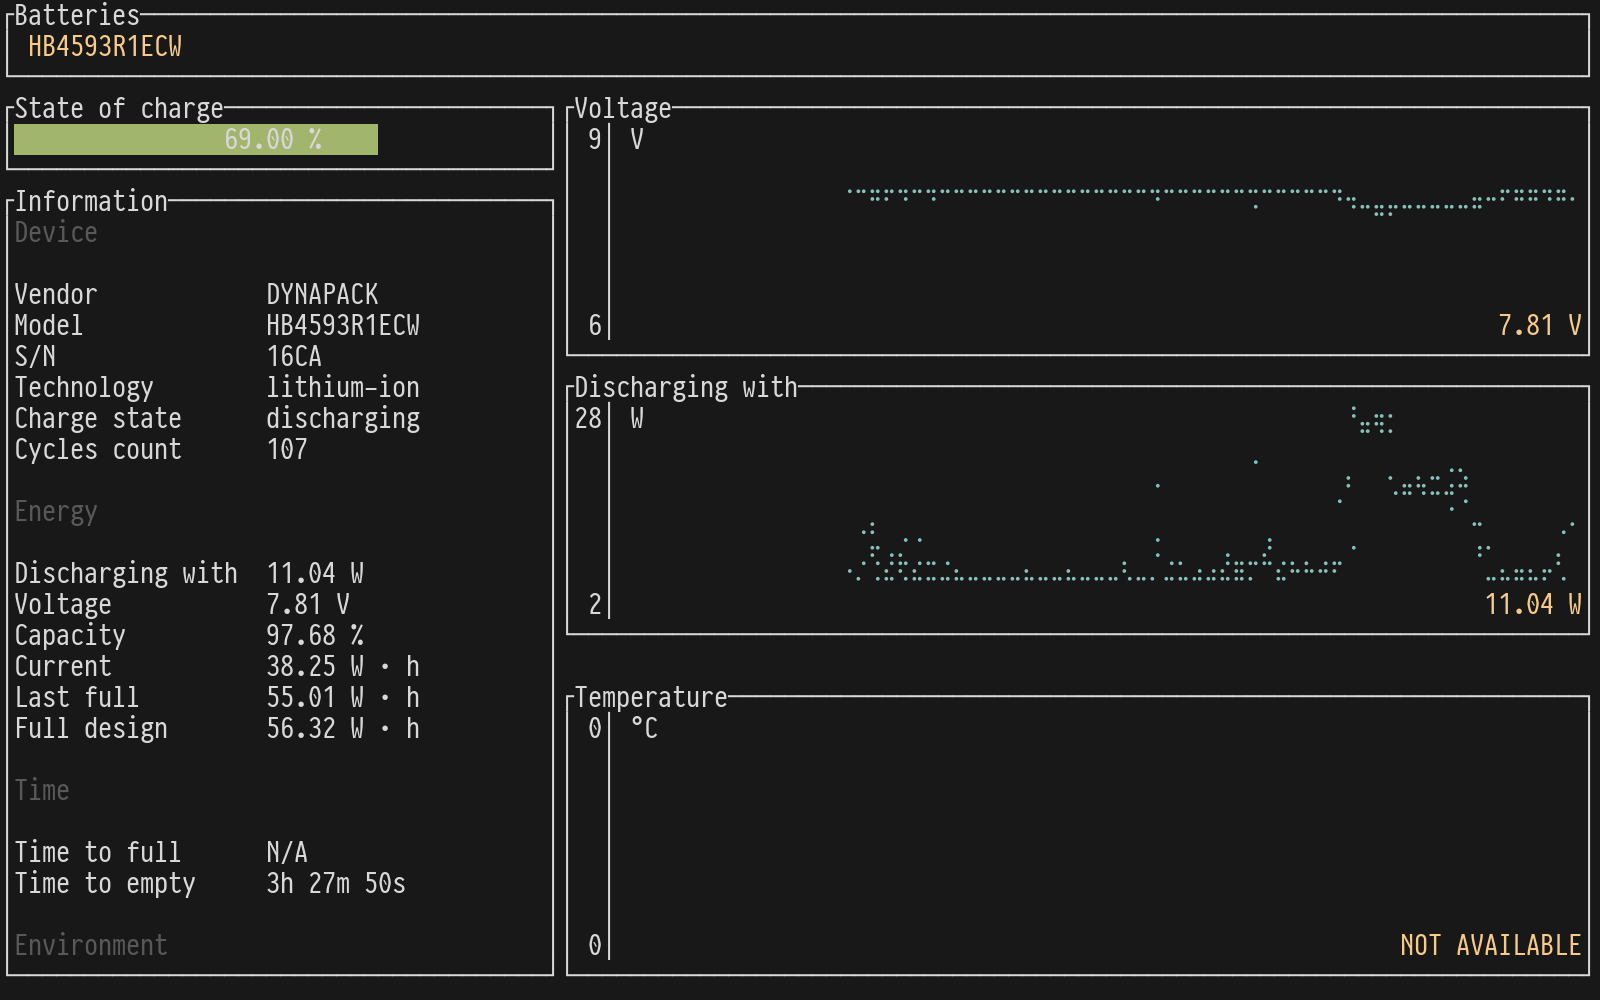 Batteries
HB4593R1ECW
State of charge
69.00 %
Information
Device
Vendor DYNAPACK
Model HB4593R1ECW
S/N 16CA
Technology lithium-ion
Charge state discharging
Cycles count 107
Energy
Discharging with 11.04 W
Voltage 7.81 V
Capacity 97.68 %
Current 38.25 W · h
Last full 55.01 W · h
Full design 56.32 W · h
Time
Time to full N/A
Time to empty 3h 27m 50s
Environment
Voltage
9 V
6 7.81 V
Discharging with
28 W
2 11.04 W
Temperature
0 °C
0 NOT AVAILABLE